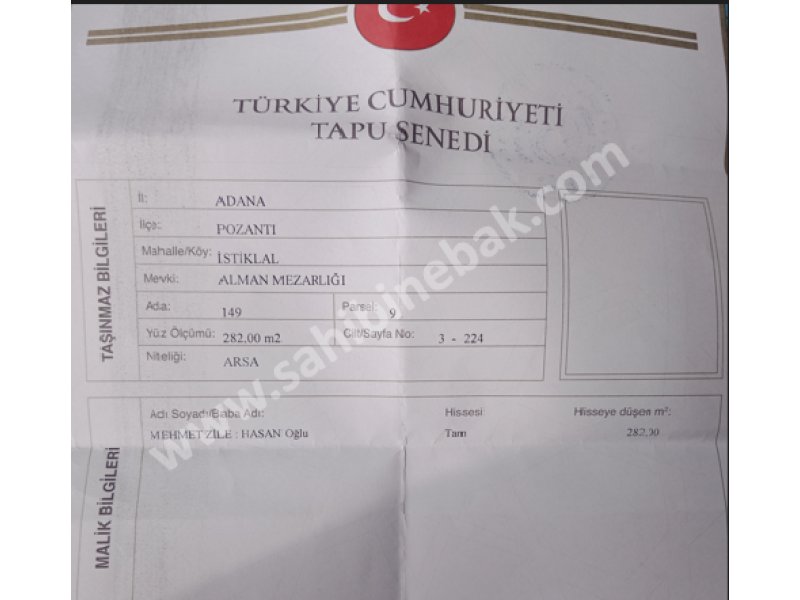 TÜRKİYE CUMHURİYETİ
TAPU SENEDİ
TAŞINMAZ BİLGİLERİ
İl: ADANA
İlçe: POZANTI
Mahalle/Köy: İSTİKLAL
Mevki: ALMAN MEZARLIĞI
Ada: 149 Parsel: 9
Yüz Ölçümü: 282.00 m2 Cilt/Sayfa No: 3 - 224
Niteliği: ARSA
MALİK BİLGİLERİ
Adı Soyadı/Baba Adı: Hissesi Hisseye düşen m²:
MEHMET ZİLE : HASAN Oğlu Tam 282.00
www.sahibinebak.com